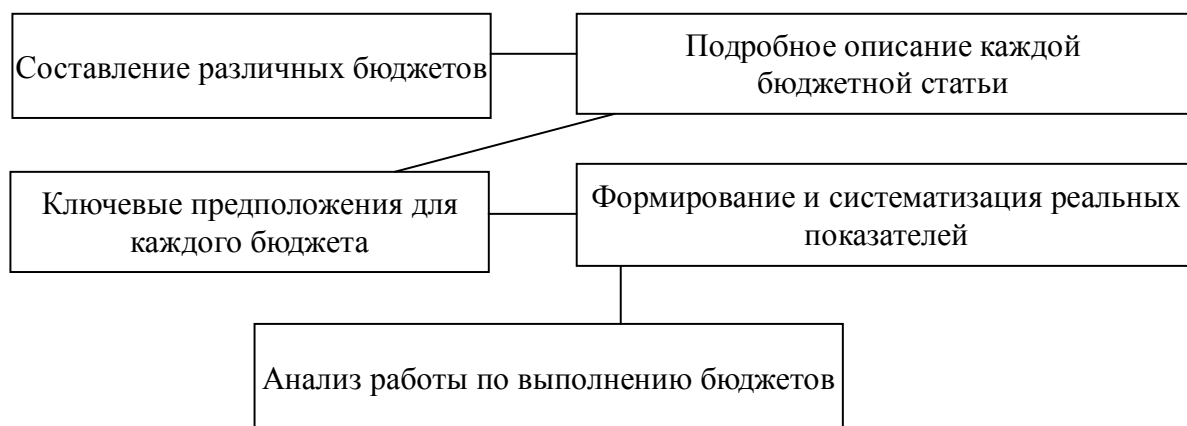 Составление различных бюджетов
Подробное описание каждой
бюджетной статьи
Ключевые предположения для
каждого бюджета
Формирование и систематизация реальных
показателей
Анализ работы по выполнению бюджетов